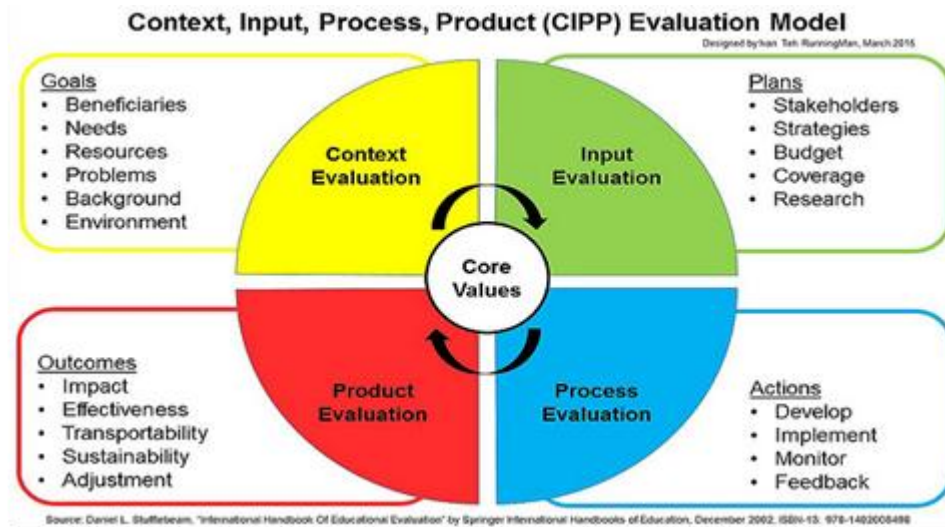 Context, Input, Process, Product (CIPP) Evaluation Model
Designed by Ivan Teh RunningMan, March 2015
Goals
• Beneficiaries
• Needs
• Resources
• Problems
• Background
• Environment
Context
Evaluation
Input
Evaluation
Plans
• Stakeholders
• Strategies
• Budget
• Coverage
• Research
Core
Values
Outcomes
• Impact
• Effectiveness
• Transportability
• Sustainability
• Adjustment
Product
Evaluation
Process
Evaluation
Actions
• Develop
• Implement
• Monitor
• Feedback
Source: Daniel L. Stufflebeam, "International Handbook Of Educational Evaluation" by Springer International Handbooks of Education, December 2002, ISBN-13: 978-1402008498